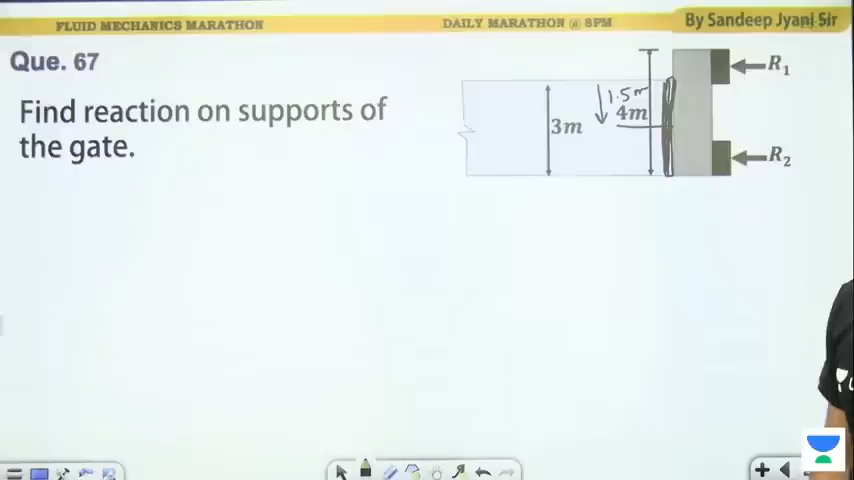 FLUID MECHANICS MARATHON
DAILY MARATHON @ 8PM
By Sandeep Jyani Sir
Que. 67
Find reaction on supports of
the gate.
1.5m
4m
3m
R₁
R₂